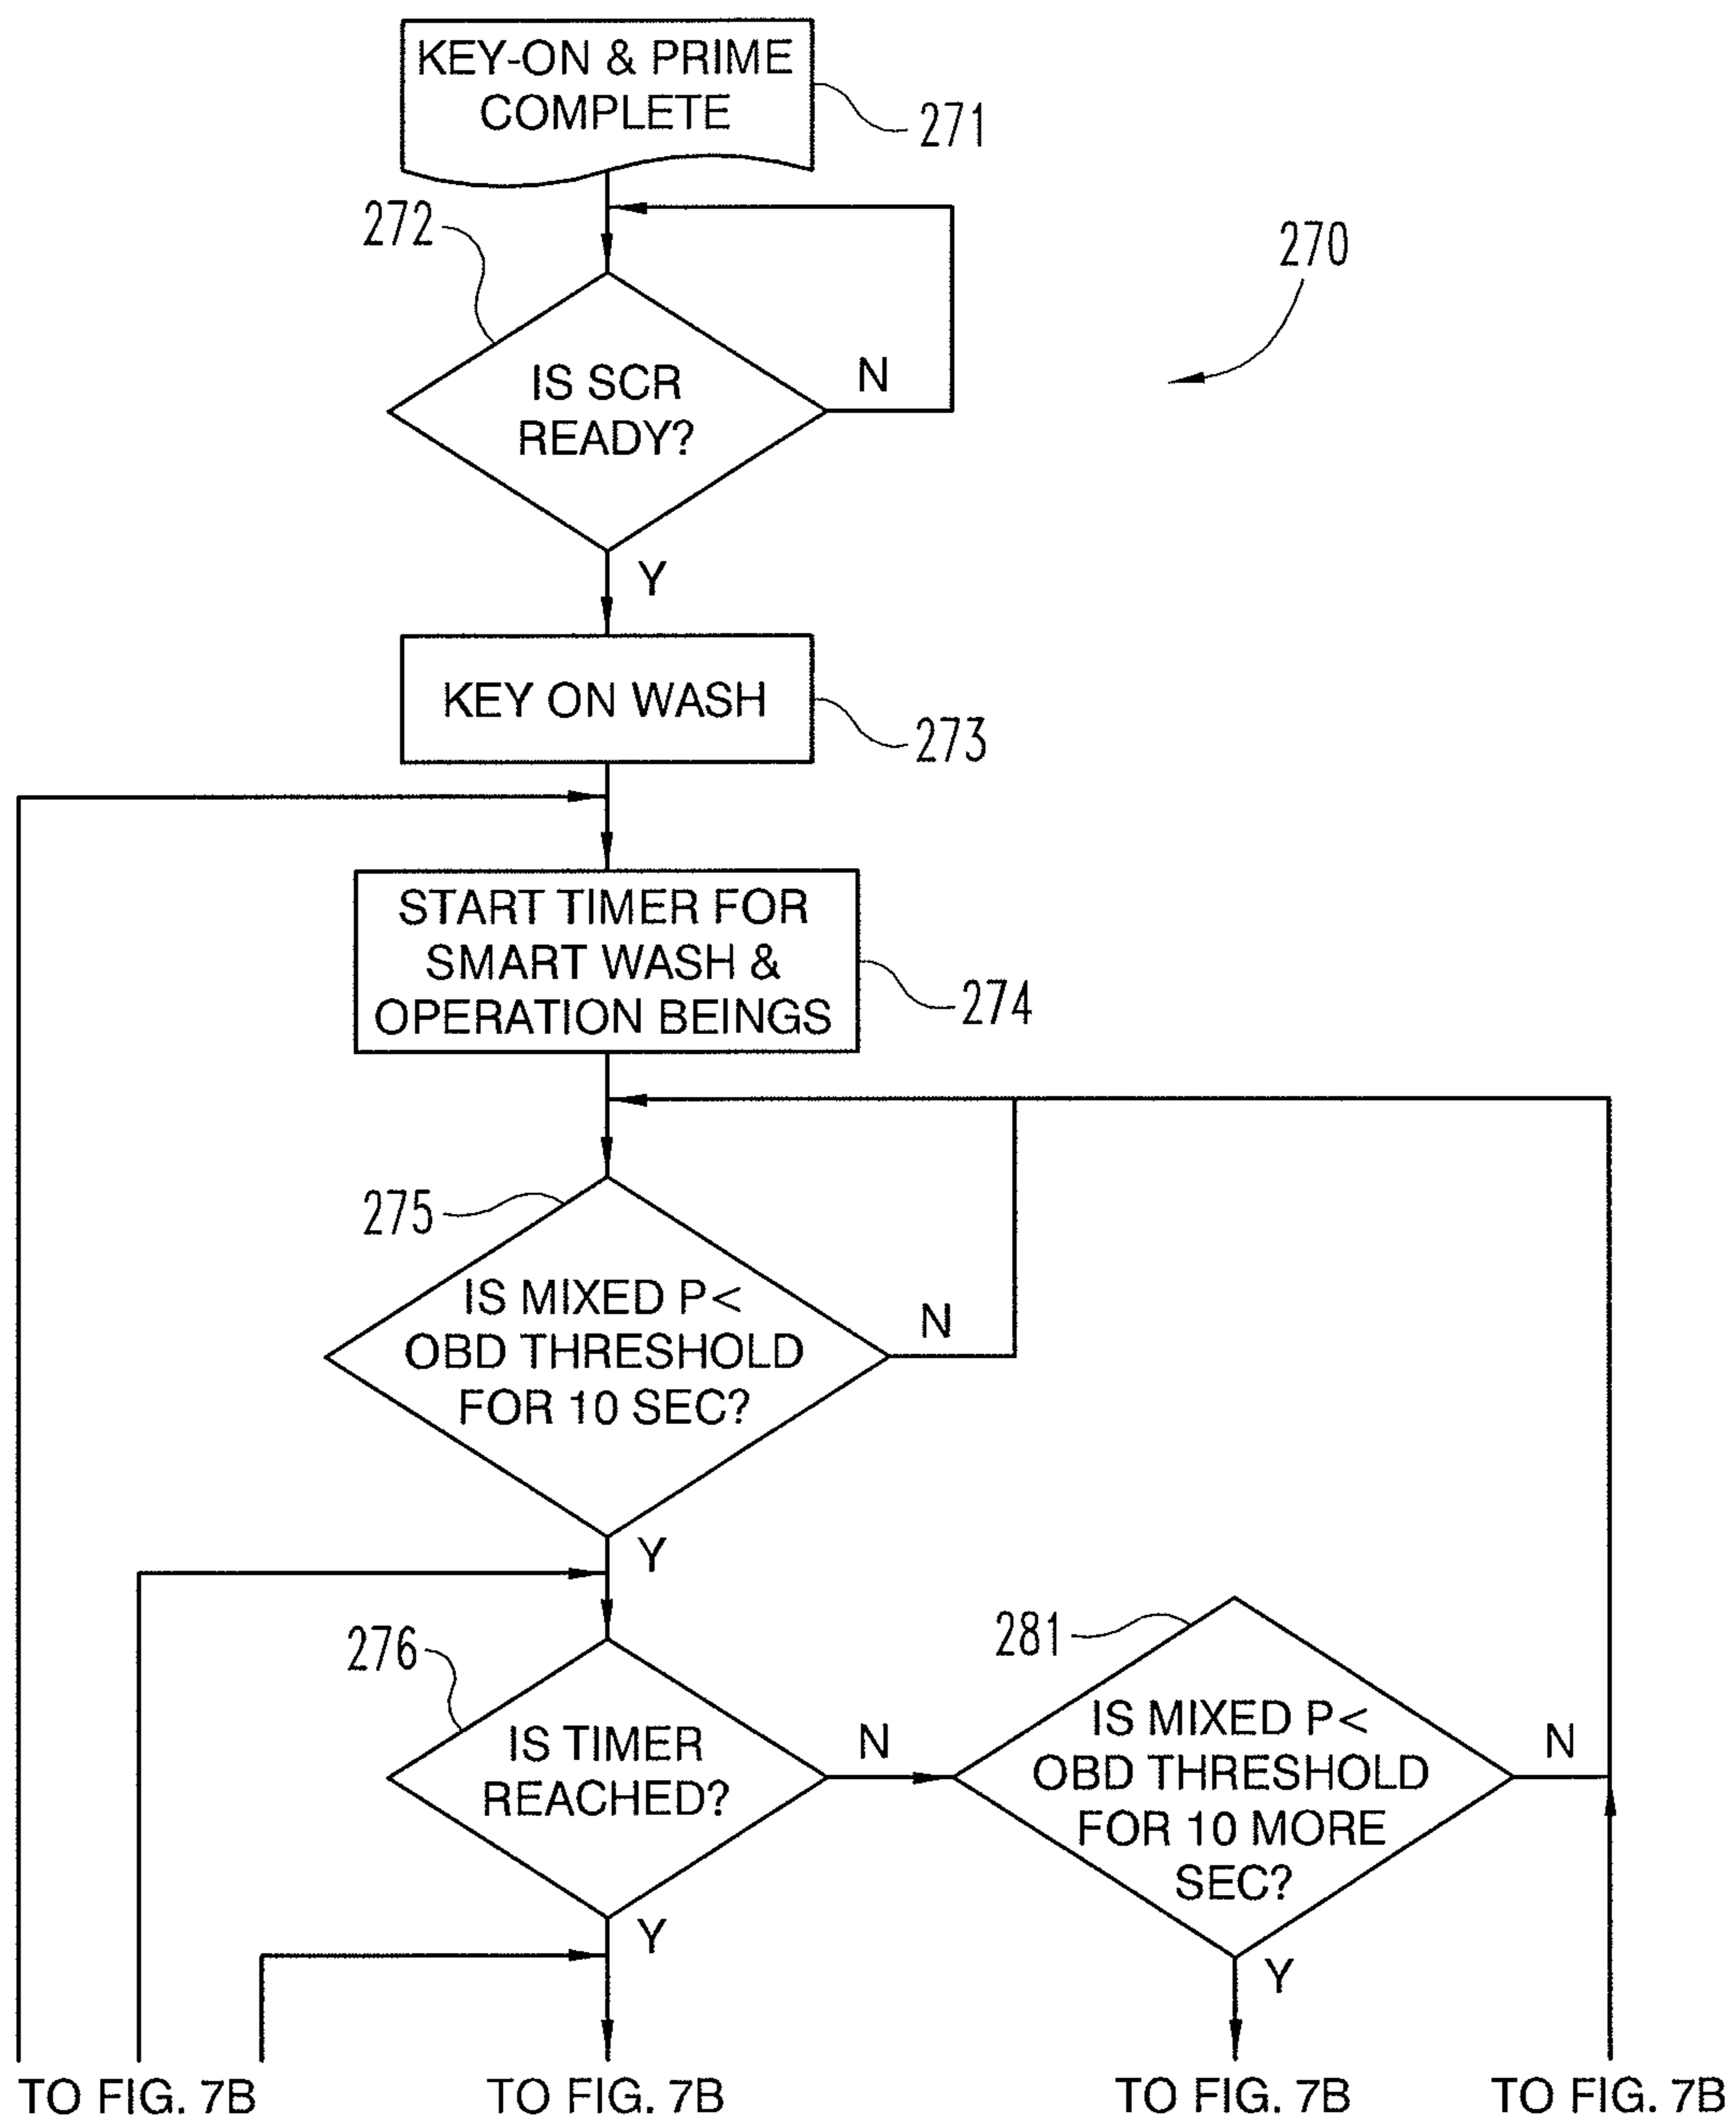 KEY-ON & PRIME
COMPLETE
271
272
270
IS SCR
READY?
N
Y
KEY ON WASH
273
START TIMER FOR
SMART WASH &
OPERATION BEINGS
274
275
IS MIXED P<
OBD THRESHOLD
FOR 10 SEC?
N
Y
276
IS TIMER
REACHED?
N
Y
281
IS MIXED P<
OBD THRESHOLD
FOR 10 MORE
SEC?
N
Y
TO FIG. 7B
TO FIG. 7B
TO FIG. 7B
TO FIG. 7B